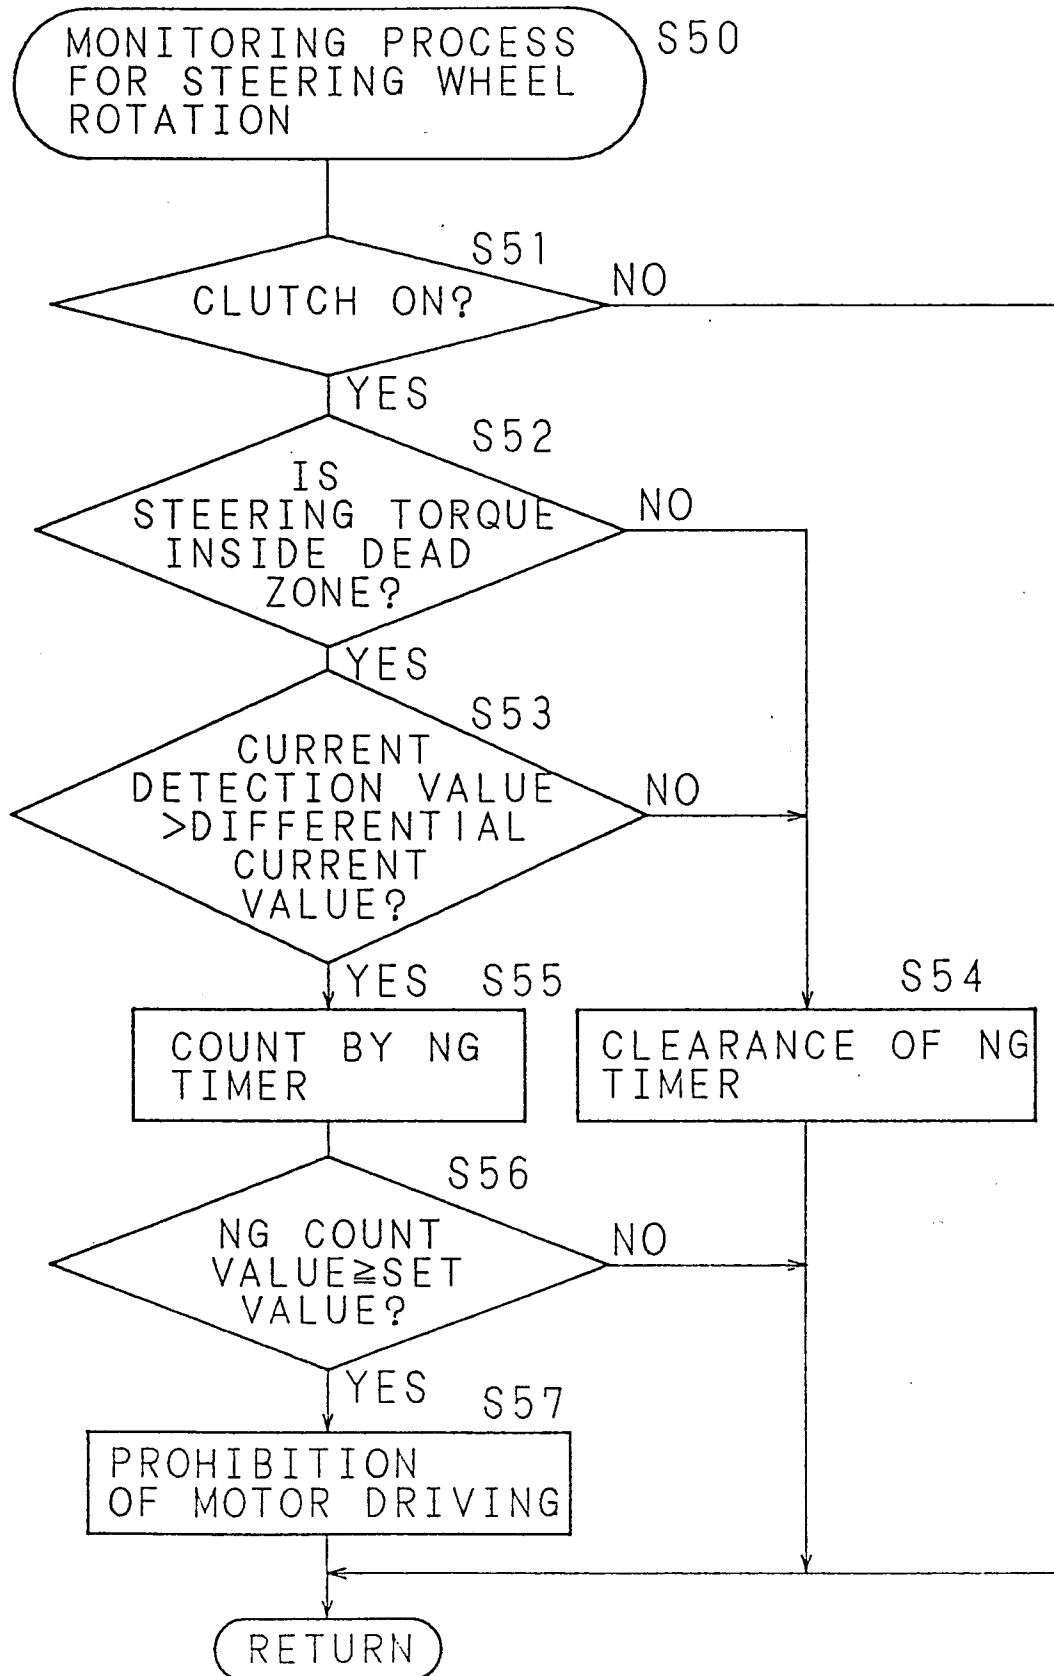 MONITORING PROCESS
FOR STEERING WHEEL
ROTATION
S50
S51
CLUTCH ON?
NO
YES
S52
IS
STEERING TORQUE
INSIDE DEAD
ZONE?
NO
YES
S53
CURRENT
DETECTION VALUE
>DIFFERENTIAL
CURRENT
VALUE?
NO
YES
S55
S54
COUNT BY NG
TIMER
CLEARANCE OF NG
TIMER
S56
NG COUNT
VALUE≧SET
VALUE?
NO
YES
S57
PROHIBITION
OF MOTOR DRIVING
RETURN